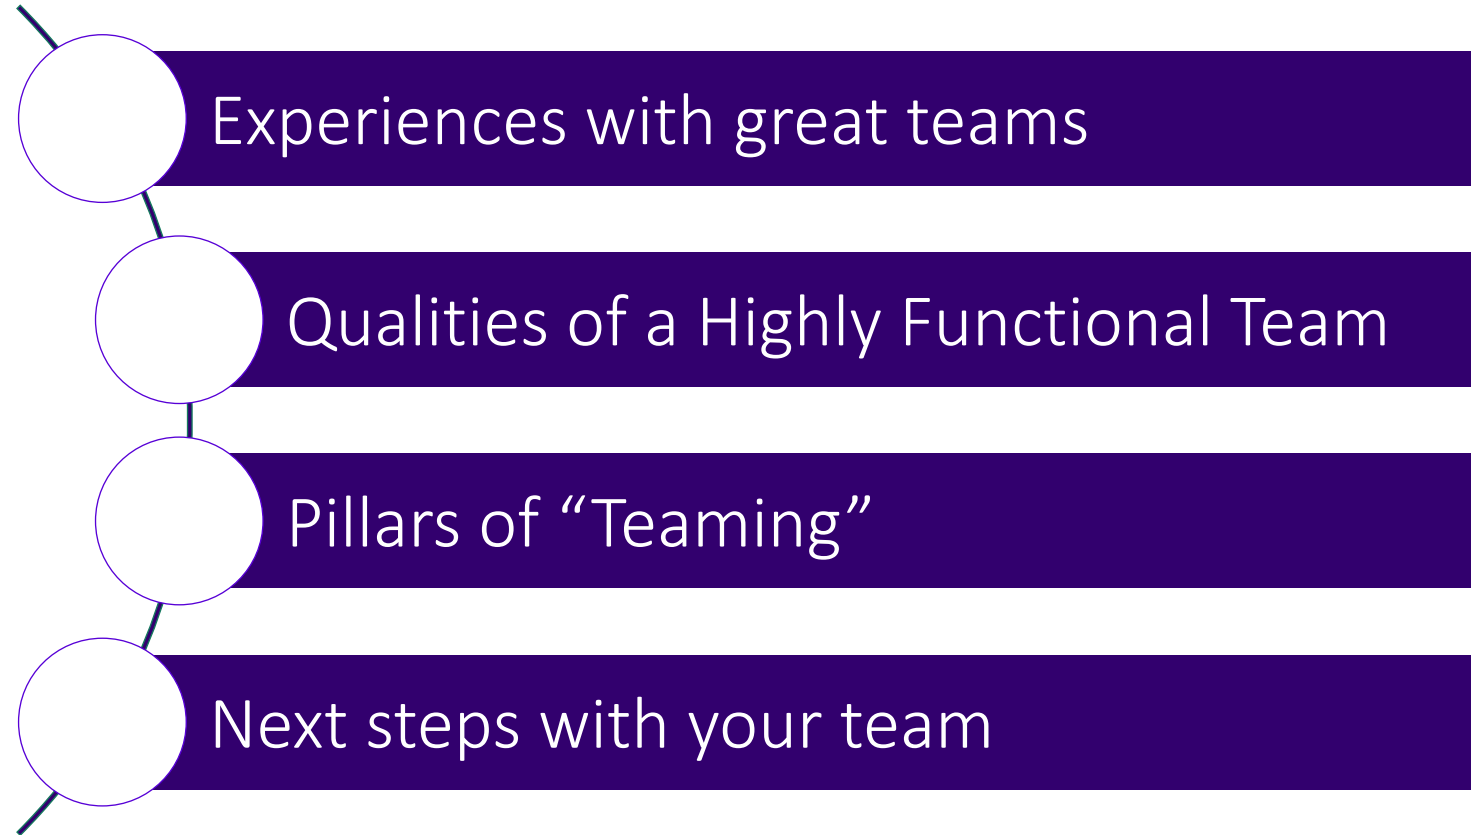 Experiences with great teams
Qualities of a Highly Functional Team
Pillars of “Teaming”
Next steps with your team